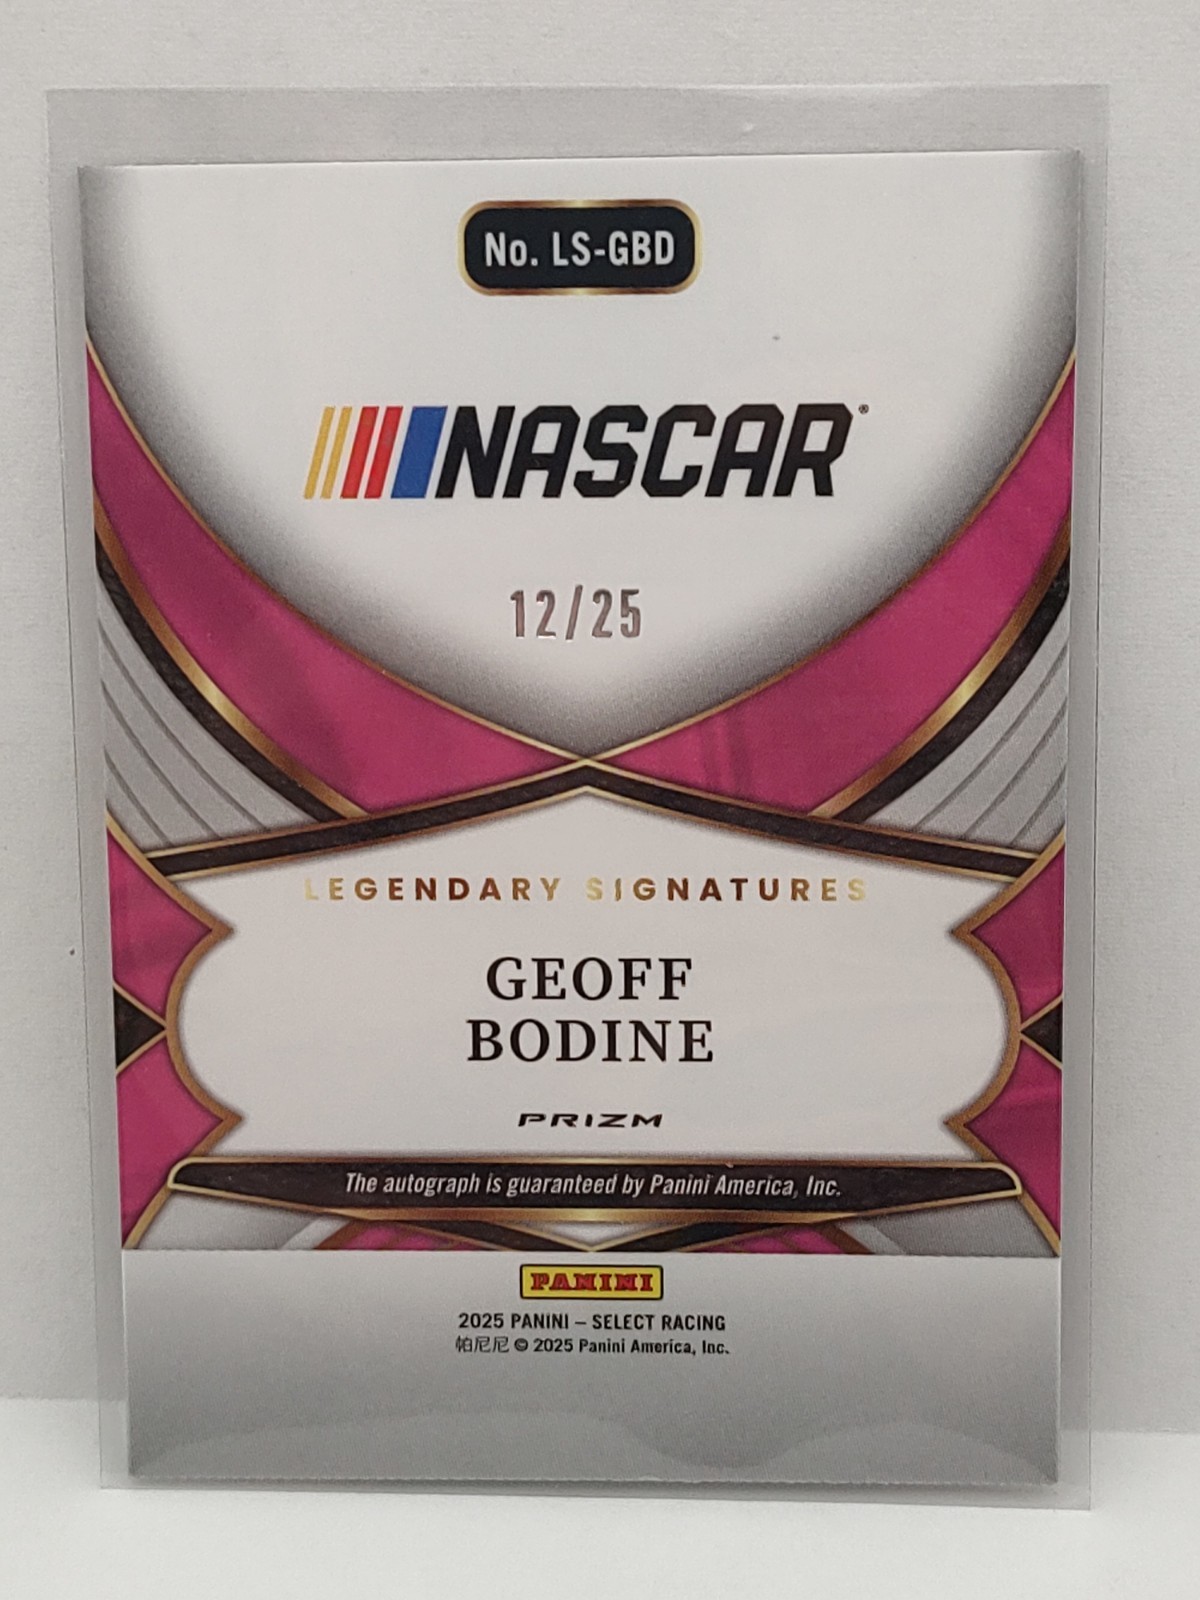 No. LS-GBD
NASCAR®
12/25
LEGENDARY SIGNATURES
GEOFF
BODINE
PRIZM
The autograph is guaranteed by Panini America, Inc.
PANINI
2025 PANINI – SELECT RACING
帕尼尼 © 2025 Panini America, Inc.